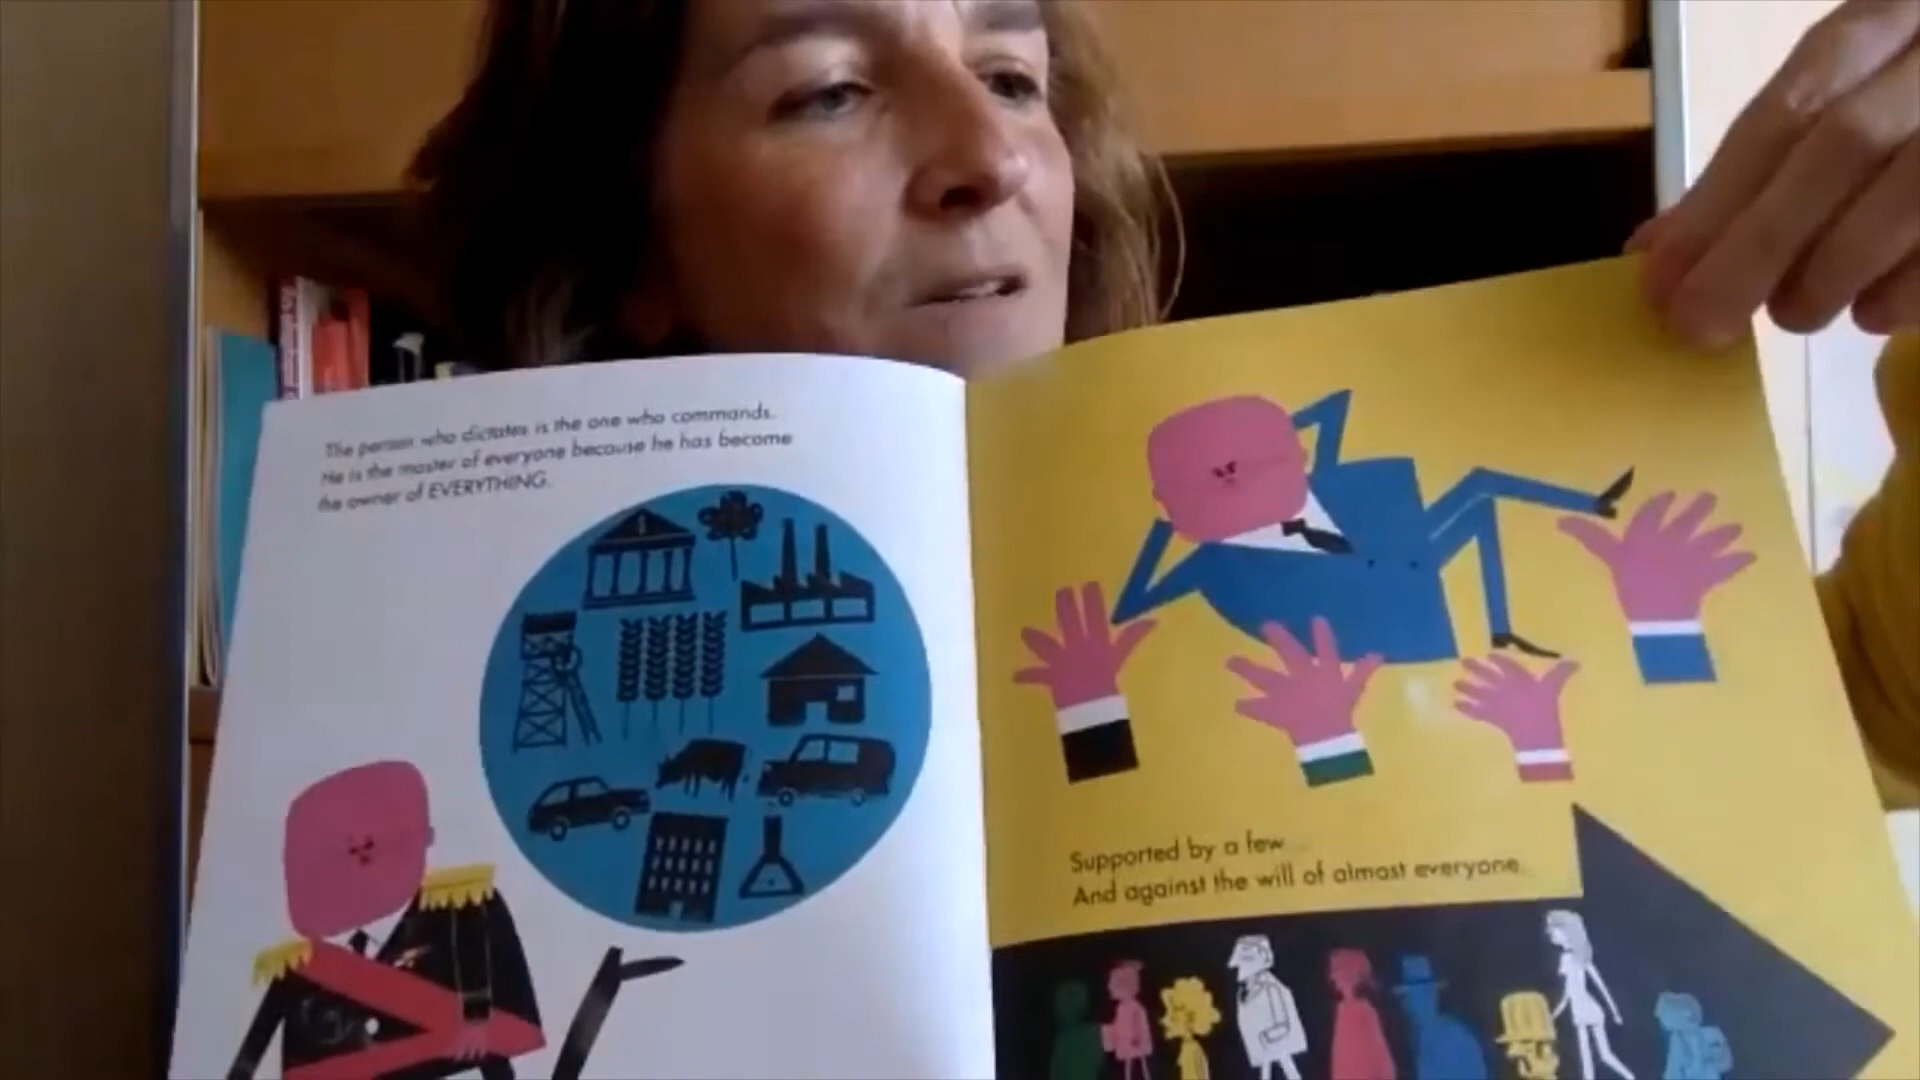 The person who dictates is the one who commands.
He is the master of everyone because he has become
the owner of EVERYTHING.
Supported by a few
And against the will of almost everyone.